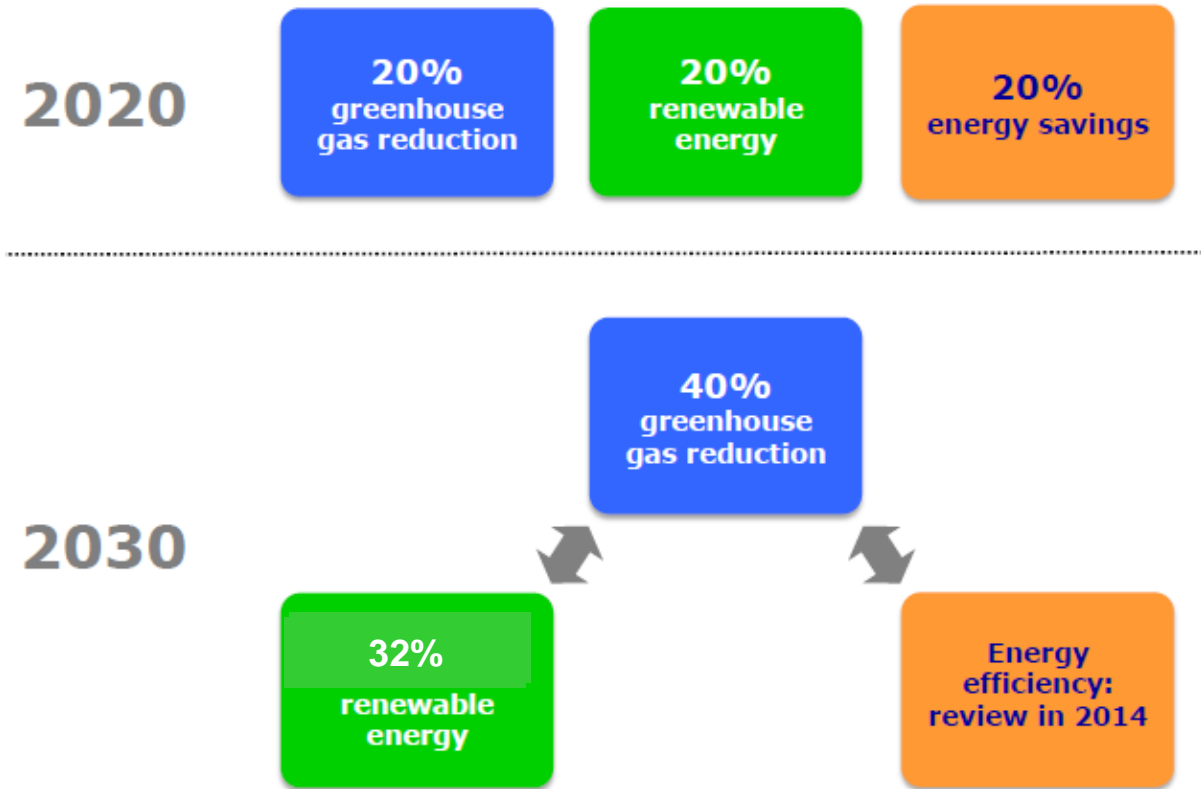 2020
20%
greenhouse
gas reduction
20%
renewable
energy
20%
energy savings
2030
40%
greenhouse
gas reduction
32%
renewable
energy
Energy
efficiency:
review in 2014